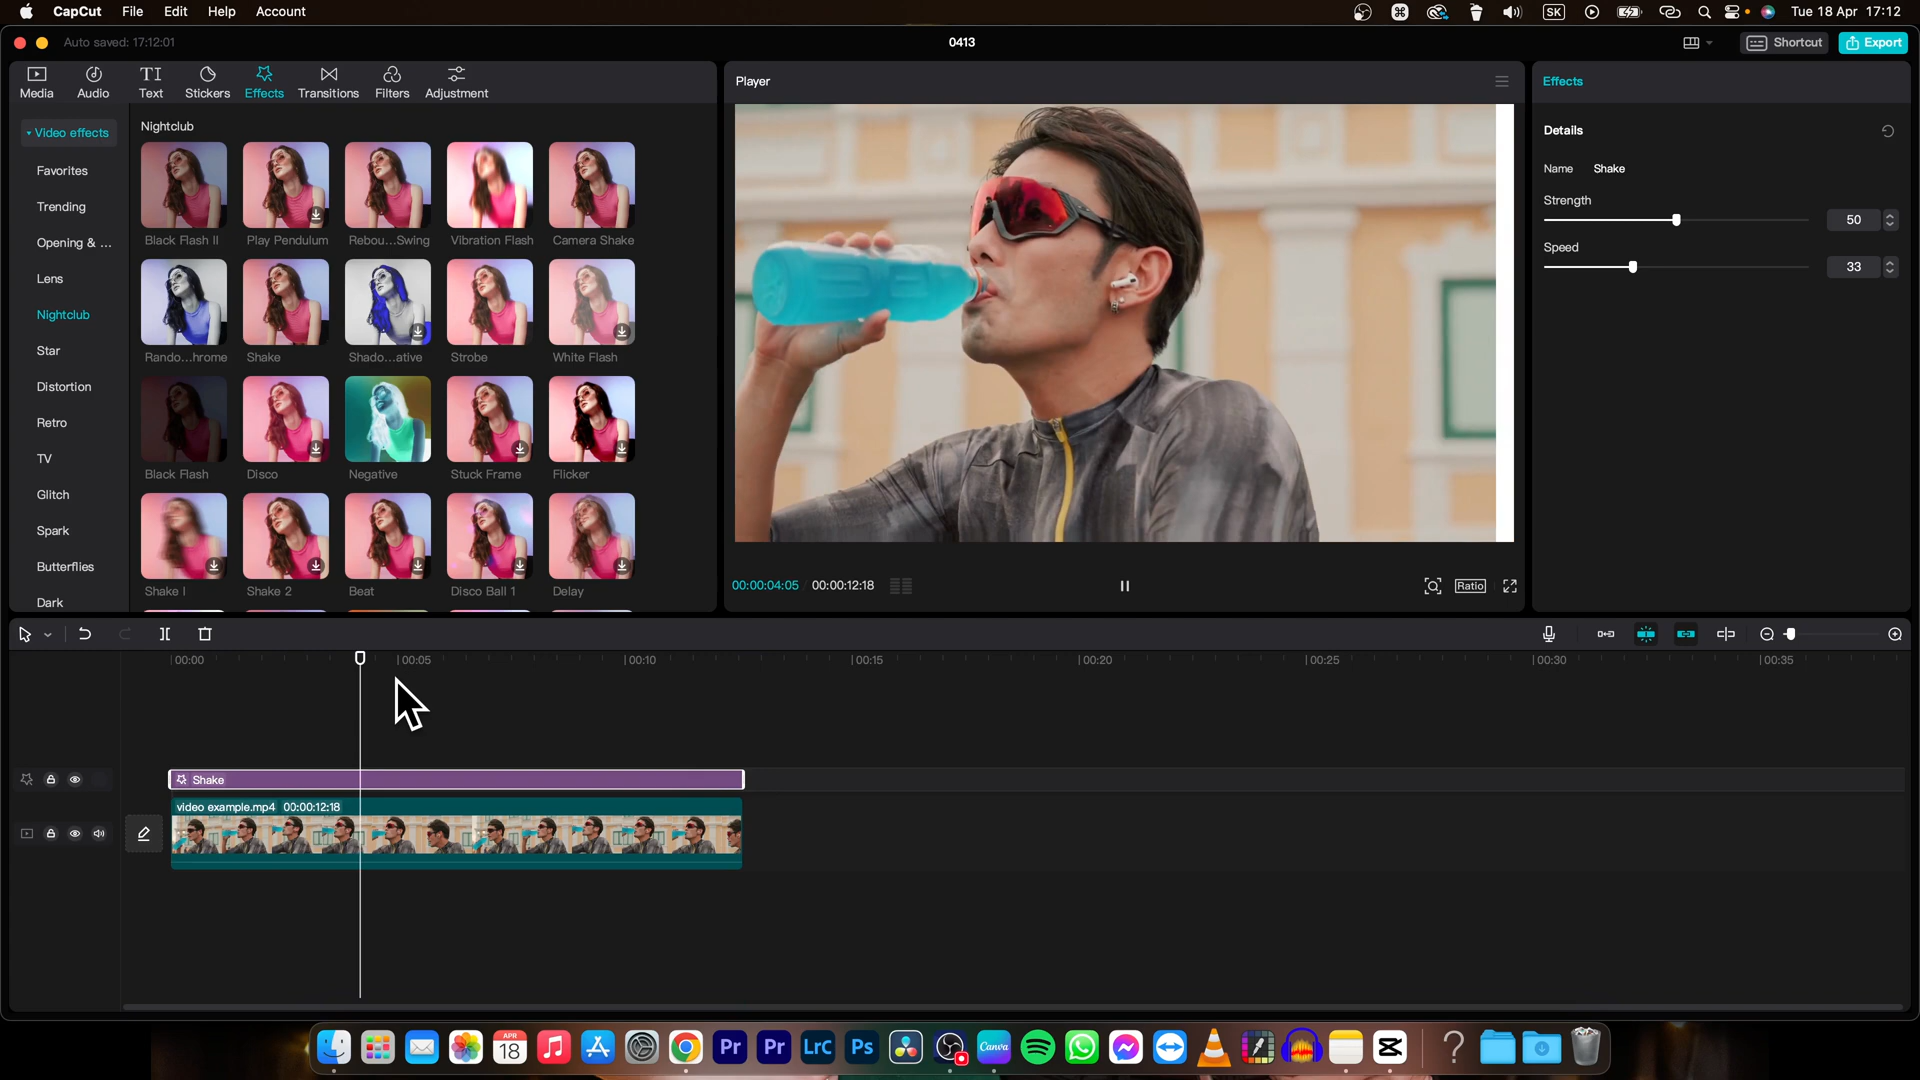 CapCut File Edit Help Account SK Tue 18 Apr 17:12
Auto saved: 17:12:01 0413 Shortcut Export
Media Audio Text Stickers Effects Transitions Filters Adjustment
Player
Effects
Video effects
Favorites
Trending
Opening & ...
Lens
Nightclub
Star
Distortion
Retro
TV
Glitch
Spark
Butterflies
Dark
Nightclub
Black Flash II Play Pendulum Rebou...Swing Vibration Flash Camera Shake
Rando...hrome Shake Shado...ative Strobe White Flash
Black Flash Disco Negative Stuck Frame Flicker
Shake I Shake 2 Beat Disco Ball 1 Delay
00:00:04:05 00:00:12:18 Ratio
Details
Name Shake
Strength
50
Speed
33
00:00 00:05 00:10 00:15 00:20 00:25 00:30 00:35
Shake
video example.mp4 00:00:12:18
APR
18
Pr Pr LrC Ps Canva